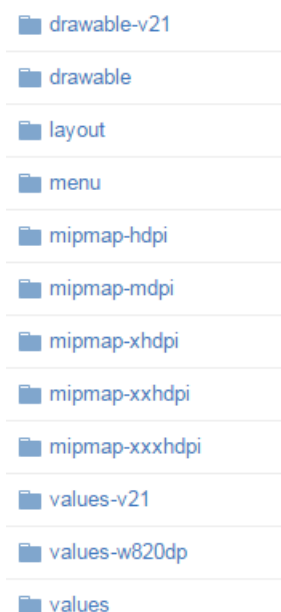 drawable-v21
drawable
layout
menu
mipmap-hdpi
mipmap-mdpi
mipmap-xhdpi
mipmap-xxhdpi
mipmap-xxxhdpi
values-v21
values-w820dp
values